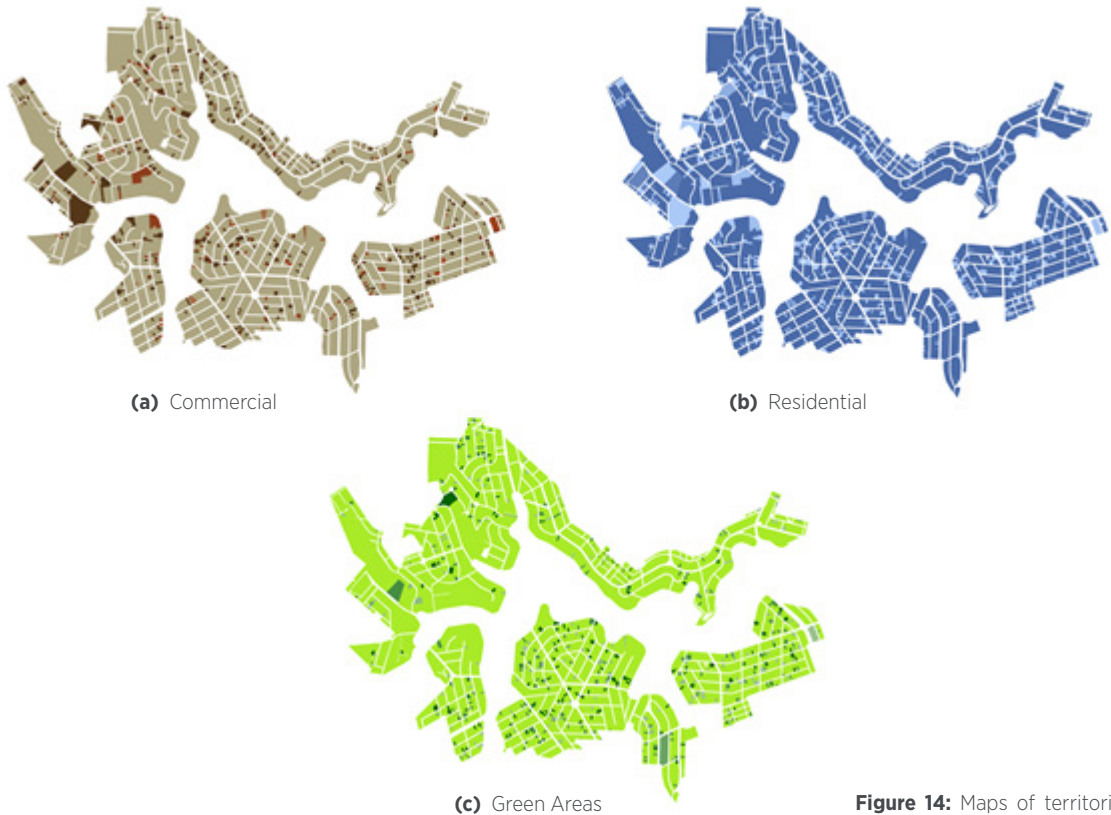 (a) Commercial
(b) Residential
(c) Green Areas
Figure 14: Maps of territori